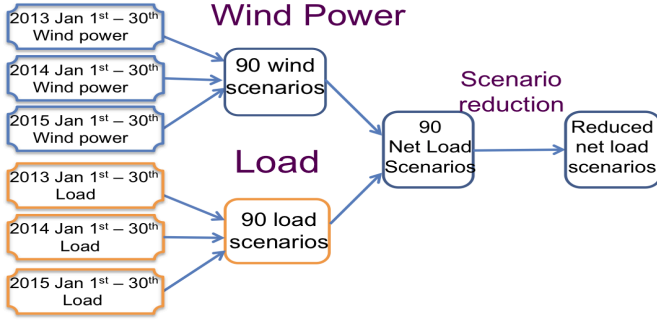 Wind Power
2013 Jan 1st – 30th
Wind power
2014 Jan 1st – 30th
Wind power
2015 Jan 1st – 30th
Wind power
90 wind
scenarios
Load
2013 Jan 1st – 30th
Load
2014 Jan 1st – 30th
Load
2015 Jan 1st – 30th
Load
90 load
scenarios
90
Net Load
Scenarios
Scenario
reduction
Reduced
net load
scenarios